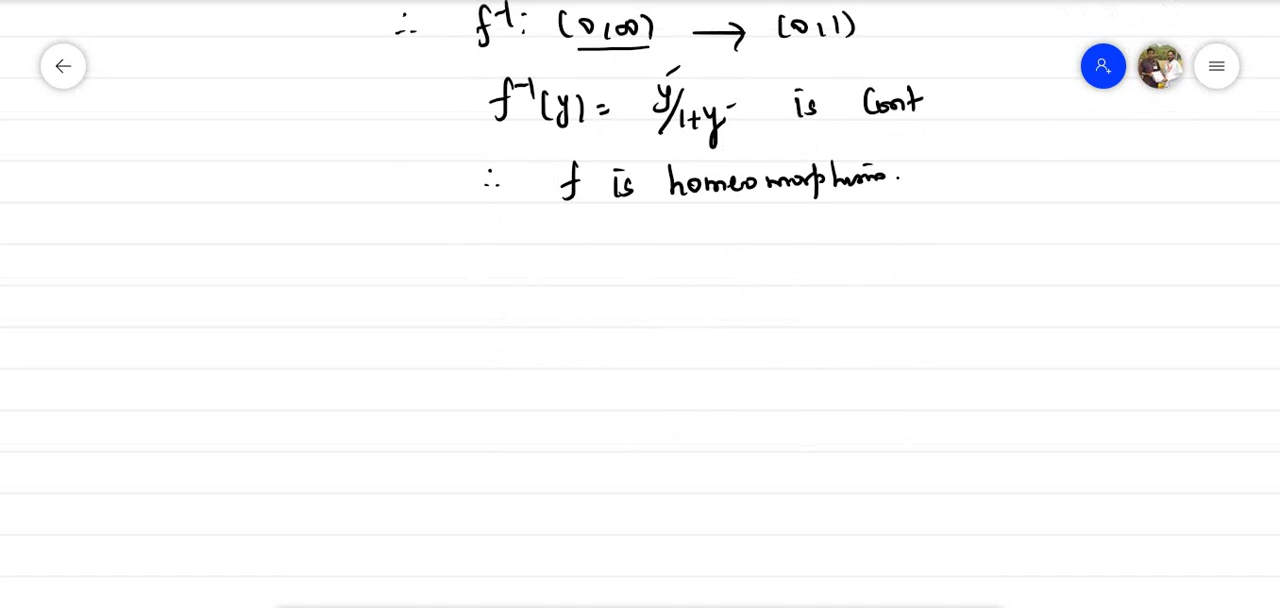 ∴ f⁻¹: (0,∞) → (0,1)
f⁻¹(y) = y/1+y is Cont
∴ f is homeomorphism.